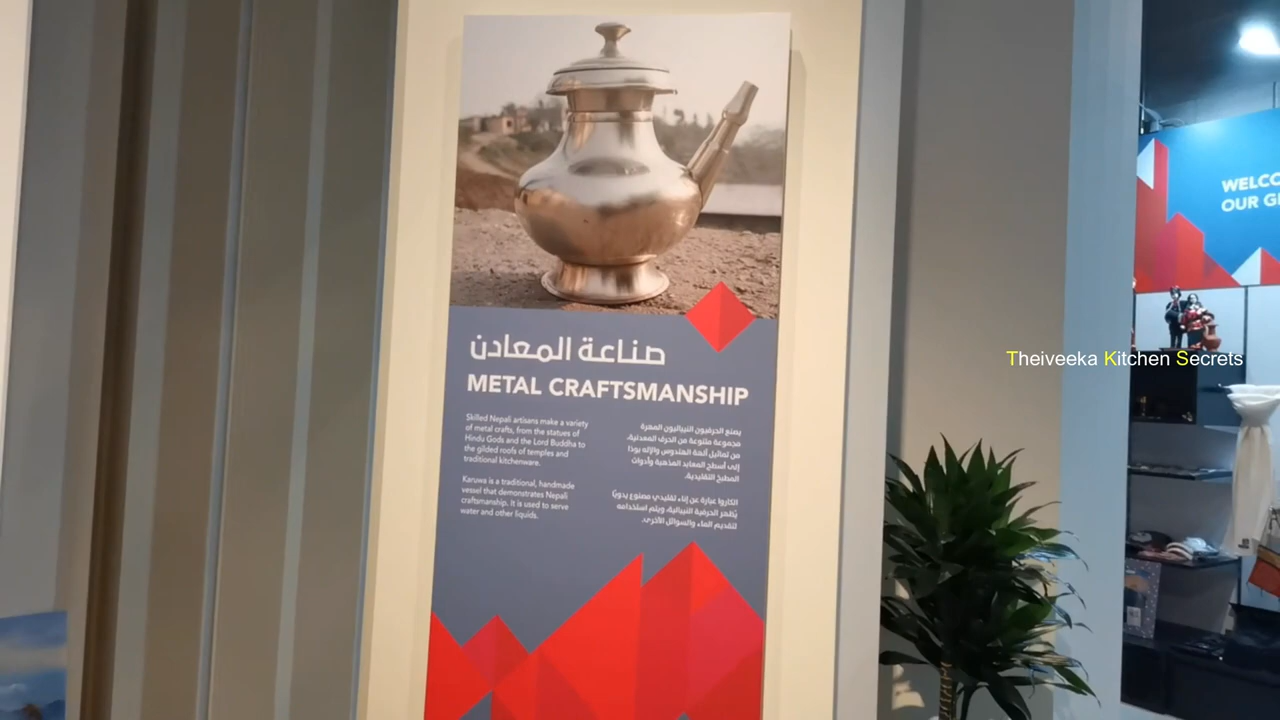 صناعة المعادن
METAL CRAFTSMANSHIP
Skilled Nepali artisans make a variety
of metal crafts, from the statues of
Hindu Gods and the Lord Buddha to
the gilded roofs of temples and
traditional kitchenware.
Karuwa is a traditional, handmade
vessel that demonstrates Nepali
craftsmanship. It is used to serve
water and other liquids.
يصنع الحرفيون النيباليون المهرة
مجموعة متنوعة من الحرف المعدنية،
من تماثيل آلهة الهندوس والإله بوذا
إلى أسطح المعابد المذهبة وأدوات
المطبخ التقليدية.
الكاروا عبارة عن إناء تقليدي مصنوع يدويًا
يُظهر الحرفية النيبالية، ويتم استخدامه
لتقديم الماء والسوائل الأخرى.
WELCO
OUR GI
Theiveeka Kitchen Secrets